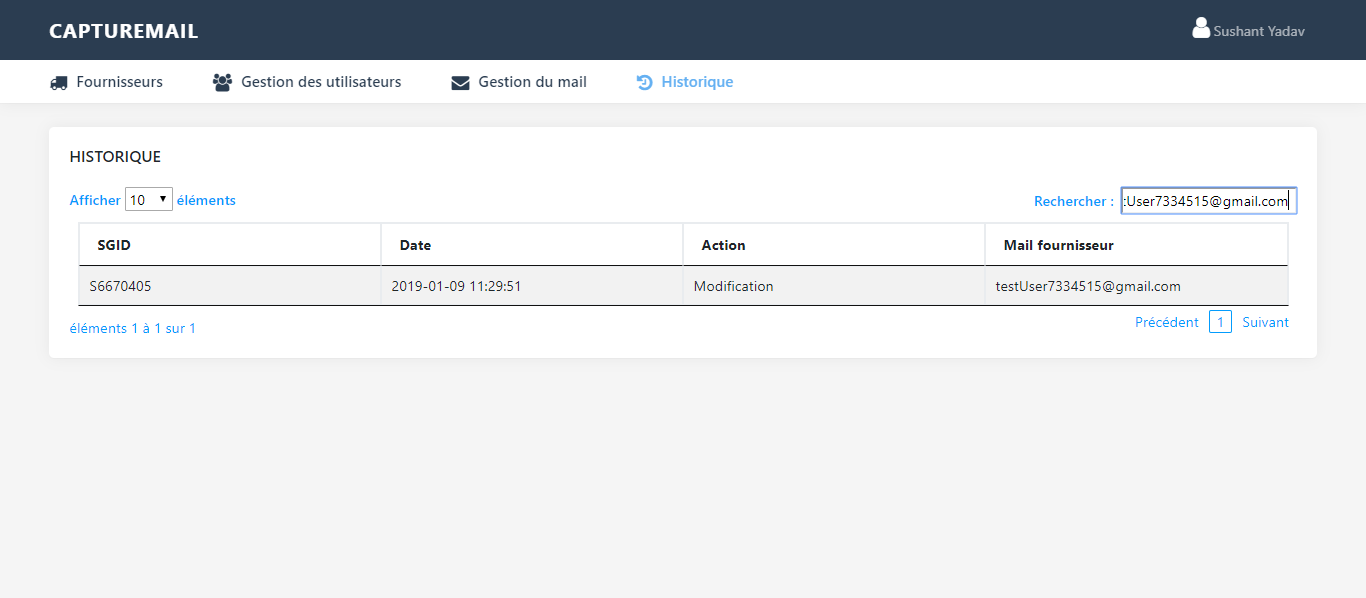 CAPTUREMAIL
Sushant Yadav
Fournisseurs Gestion des utilisateurs Gestion du mail Historique
HISTORIQUE
Afficher 10 éléments Rechercher : :User7334515@gmail.com
SGID Date Action Mail fournisseur
S6670405 2019-01-09 11:29:51 Modification testUser7334515@gmail.com
éléments 1 à 1 sur 1 Précédent 1 Suivant